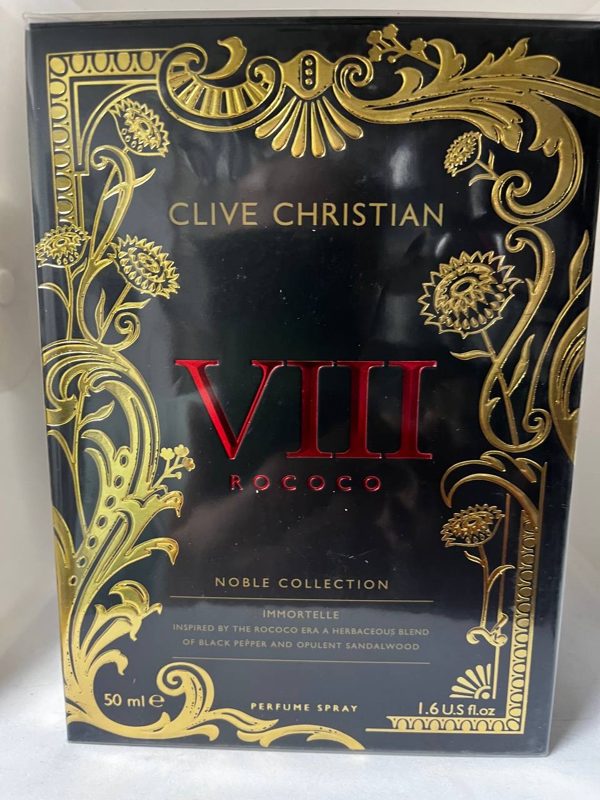 CLIVE CHRISTIAN
VIII
ROCOCO
NOBLE COLLECTION
IMMORTELLE
INSPIRED BY THE ROCOCO ERA A HERBACEOUS BLEND
OF BLACK PEPPER AND OPULENT SANDALWOOD
50 ml ℮ PERFUME SPRAY 1.6 U.S fl.oz